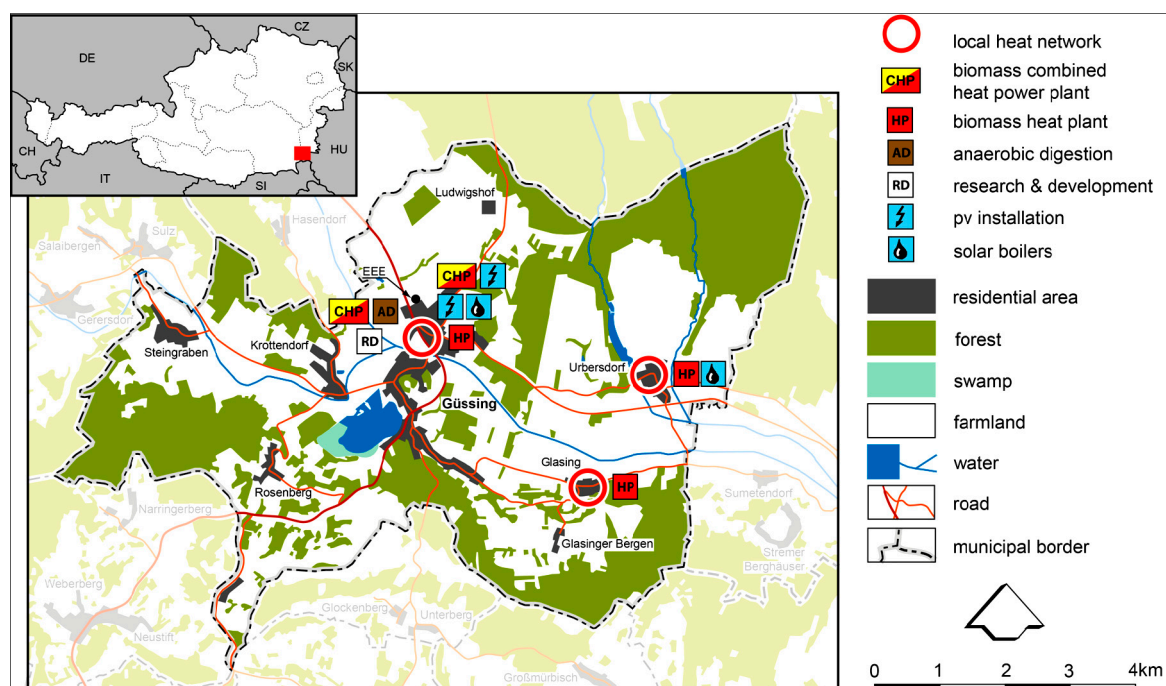 CZ
DE
SK
CH
HU
IT
SI
Ludwigshof
Hasendorf
Sulz
Salaibergen
EEE
CHP
CHP
AD
Gerersdorf
RD
HP
Steingraben
Krottendorf
Urbersdorf
HP
Güssing
Glasing
Rosenberg
HP
Sumetendorf
Narringerberg
Glasinger Bergen
Stremer
Berghäuser
Weberberg
Glockenberg
Unterberg
Neustift
Großmürbisch
local heat network
CHP
biomass combined
heat power plant
HP
biomass heat plant
AD
anaerobic digestion
RD
research & development
pv installation
solar boilers
residential area
forest
swamp
farmland
water
road
municipal border
0 1 2 3 4km